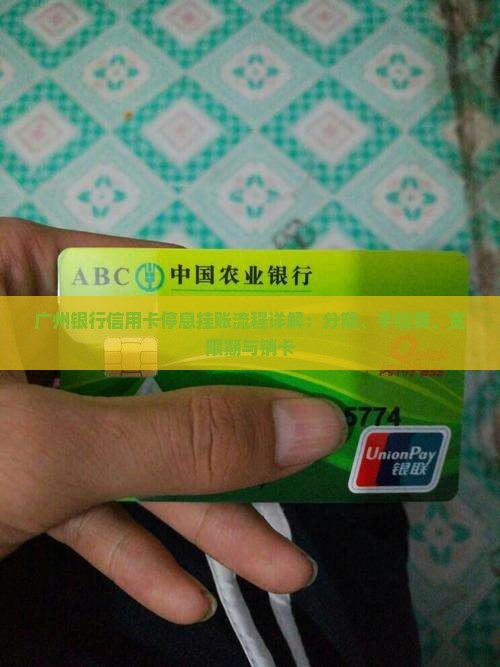 ABC 中国农业银行
广州银行信用卡停息挂账流程详解：分期、手续费、
限期与销卡
Quick
5774
UnionPay
银联